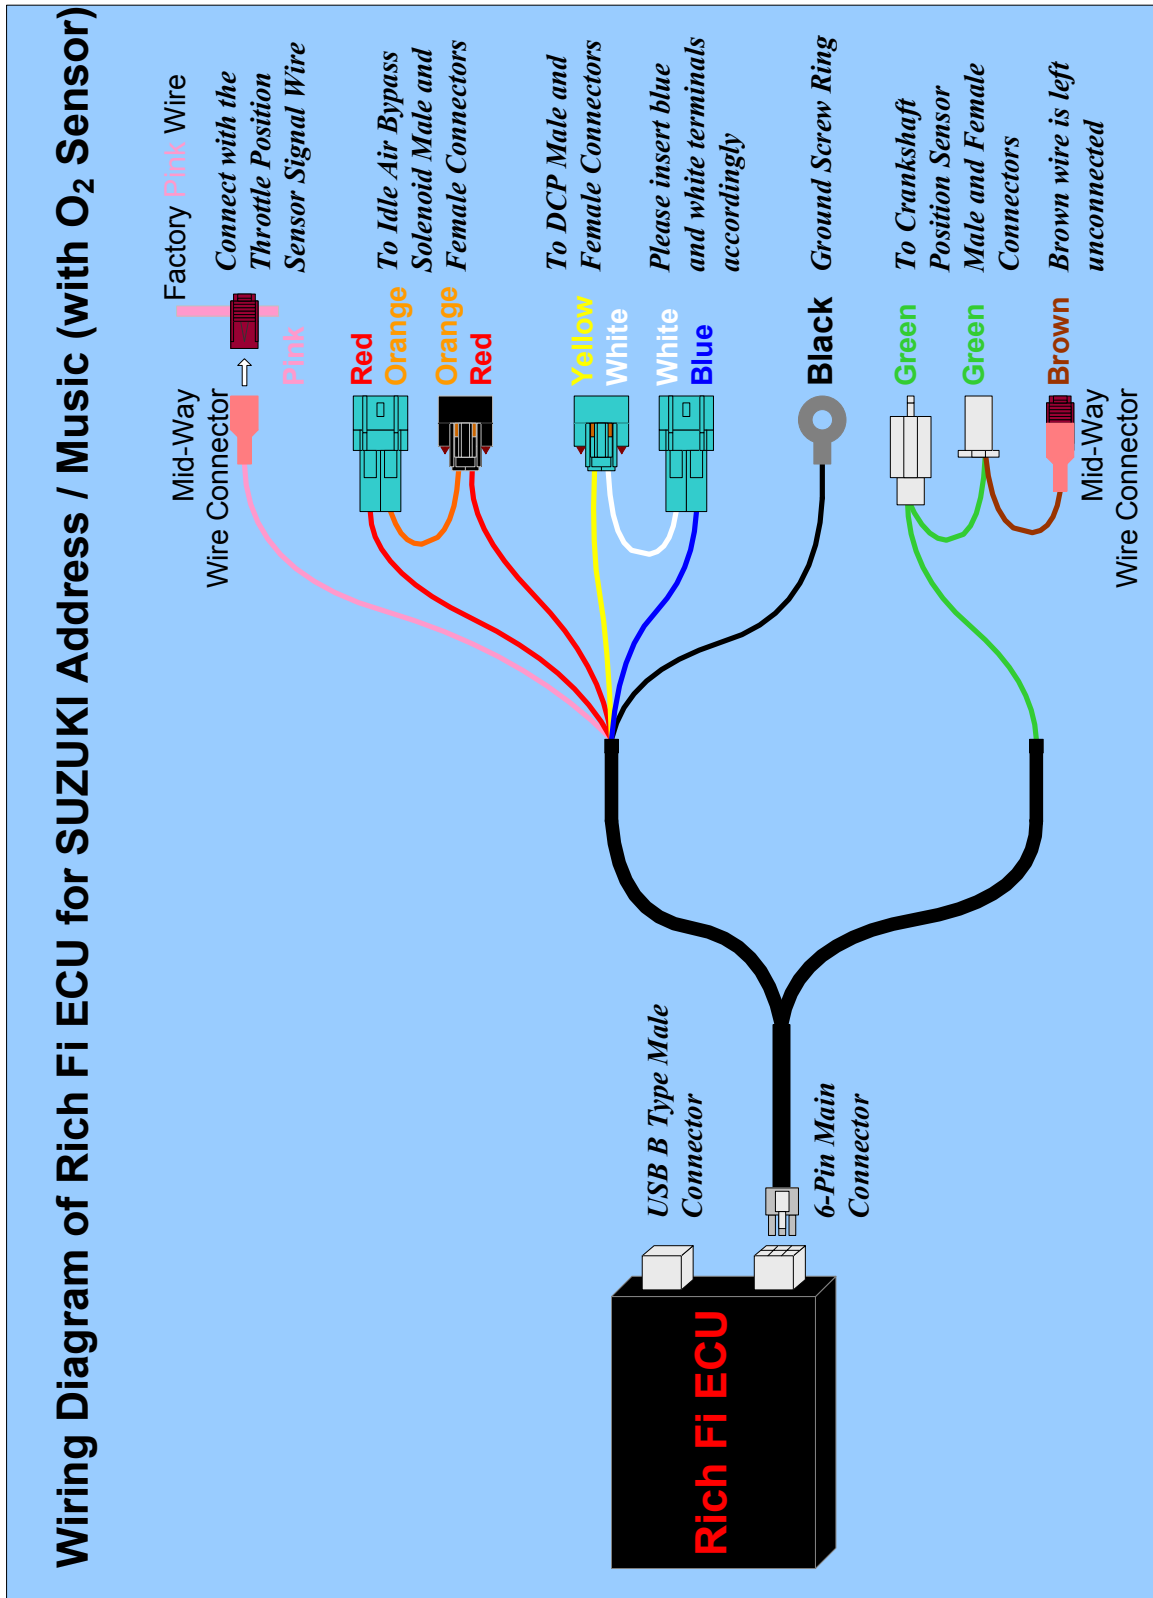 Wiring Diagram of Rich Fi ECU for SUZUKI Address / Music (with O₂ Sensor)
Factory Pink Wire
Mid-Way
Wire Connector
Pink
Connect with the
Throttle Position
Sensor Signal Wire
Red
Orange
Orange
Red
To Idle Air Bypass
Solenoid Male and
Female Connectors
Yellow
White
White
Blue
To DCP Male and
Female Connectors
Please insert blue
and white terminals
accordingly
Black
Ground Screw Ring
Green
Green
To Crankshaft
Position Sensor
Male and Female
Connectors
Brown
Brown wire is left
unconnected
Mid-Way
Wire Connector
USB B Type Male
Connector
6-Pin Main
Connector
Rich Fi ECU